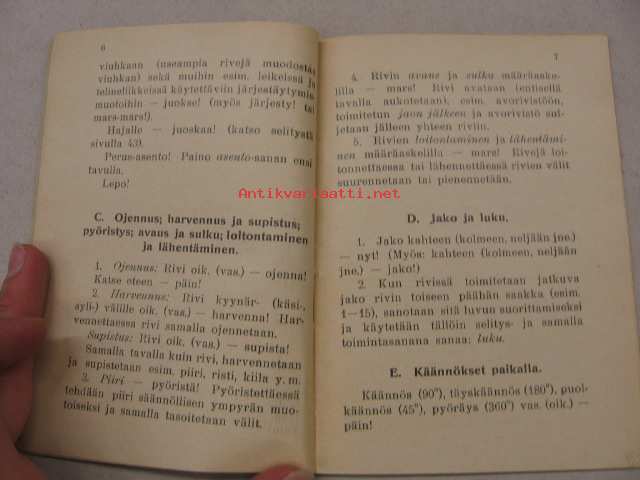 6
viuhkaan (useampia rivejä muodostaa
viuhkan) sekä muihin esim. leikeissä ja
telineliikkeissä käytettäviin järjestäytymis-
muotoihin — juokse! (myös järjesty! tai
mars-mars!).
Hajalle — juoskaa! (katso selitystä
sivulla 43).
Perus-asento! Paino asento-sanan ensi
tavulla.
Lepo!
C. Ojennus; harvennus ja supistus;
pyöristys; avaus ja sulku; loitontaminen
ja lähentäminen.
1. Ojennus: Rivi oik. (vas.) — ojenna!
Katse eteen — päin!
2. Harvennus: Rivi kyynär- (käsi-,
syli-) välille oik. (vas.) — harvenna! Har-
vennettaessa rivi samalla ojennetaan.
Supistus: Rivi oik. (vas.) — supista!
Samalla tavalla kuin rivi, harvennetaan
ja supistetaan esim. piiri, risti, kiila y. m.
3. Piiri — pyöristä! Pyöristettäessä
tehdään piiri säännöllisen ympyrän muo-
toiseksi ja samalla tasoitetaan välit.
7
4. Rivin avaus ja sulku määräaske-
lilla — mars! Rivi avataan (entisellä
tavalla aukotetaan), esim. avorivistöön,
toimitetun jaon jälkeen ja avorivistö sul-
jetaan jälleen yhteen riviin.
5. Rivien loitontaminen ja lähentämi-
nen määräaskelilla — mars! Rivejä loi-
tonnettaessa tai lähennettäessä rivien välit
suurennetaan tai pienennetään.
D. Jako ja luku.
1. Jako kahteen (kolmeen, neljään jne.)
— nyt! (Myös: kahteen (kolmeen, neljään
jne.) — jako!)
2. Kun rivissä toimitetaan jatkuva
jako rivin toiseen päähän saakka (esim.
1—15), sanotaan sitä luvun suorittamiseksi
ja käytetään tällöin selitys- ja samalla
toimintasanana sanaa: luku.
E. Käännökset paikalla.
Käännös (90°), täyskäännös (180°), puol-
käännös (45°), pyöräys (360°) vas. (oik.) —
päin!
Antikvariaatti.net